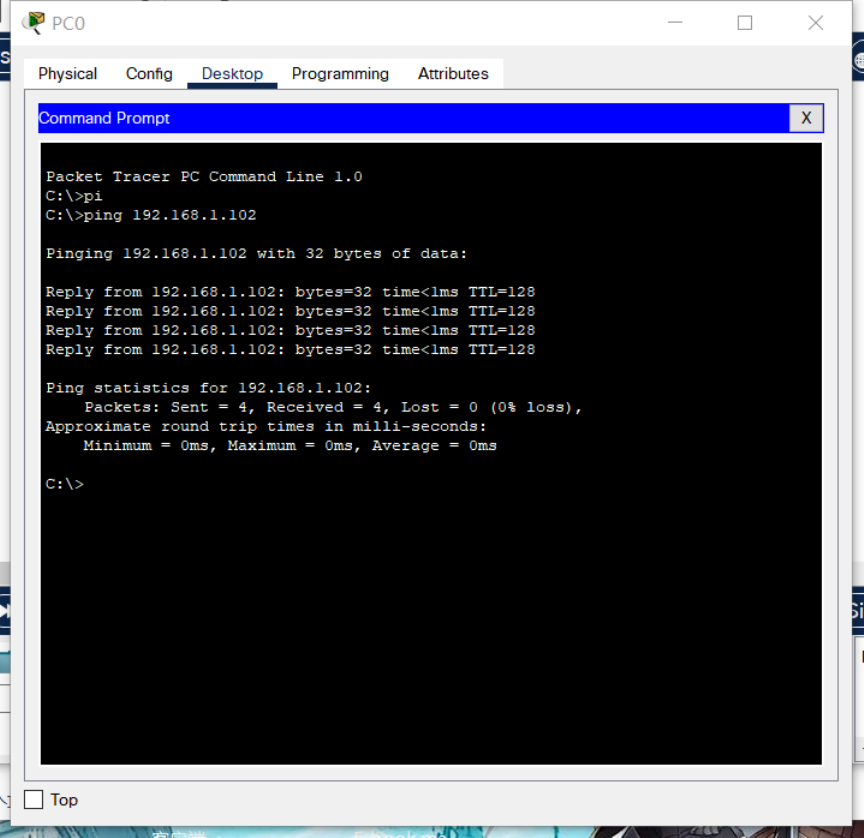 PC0
Physical Config Desktop Programming Attributes
Command Prompt X
Packet Tracer PC Command Line 1.0
C:\>pi
C:\>ping 192.168.1.102
Pinging 192.168.1.102 with 32 bytes of data:
Reply from 192.168.1.102: bytes=32 time<1ms TTL=128
Reply from 192.168.1.102: bytes=32 time<1ms TTL=128
Reply from 192.168.1.102: bytes=32 time<1ms TTL=128
Reply from 192.168.1.102: bytes=32 time<1ms TTL=128
Ping statistics for 192.168.1.102:
Packets: Sent = 4, Received = 4, Lost = 0 (0% loss),
Approximate round trip times in milli-seconds:
Minimum = 0ms, Maximum = 0ms, Average = 0ms
C:\>
Top